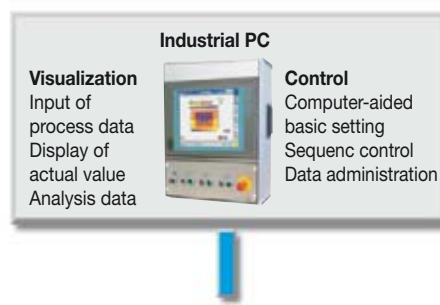 Industrial PC
Visualization
Input of
process data
Display of
actual value
Analysis data
Control
Computer-aided
basic setting
Sequenc control
Data administration